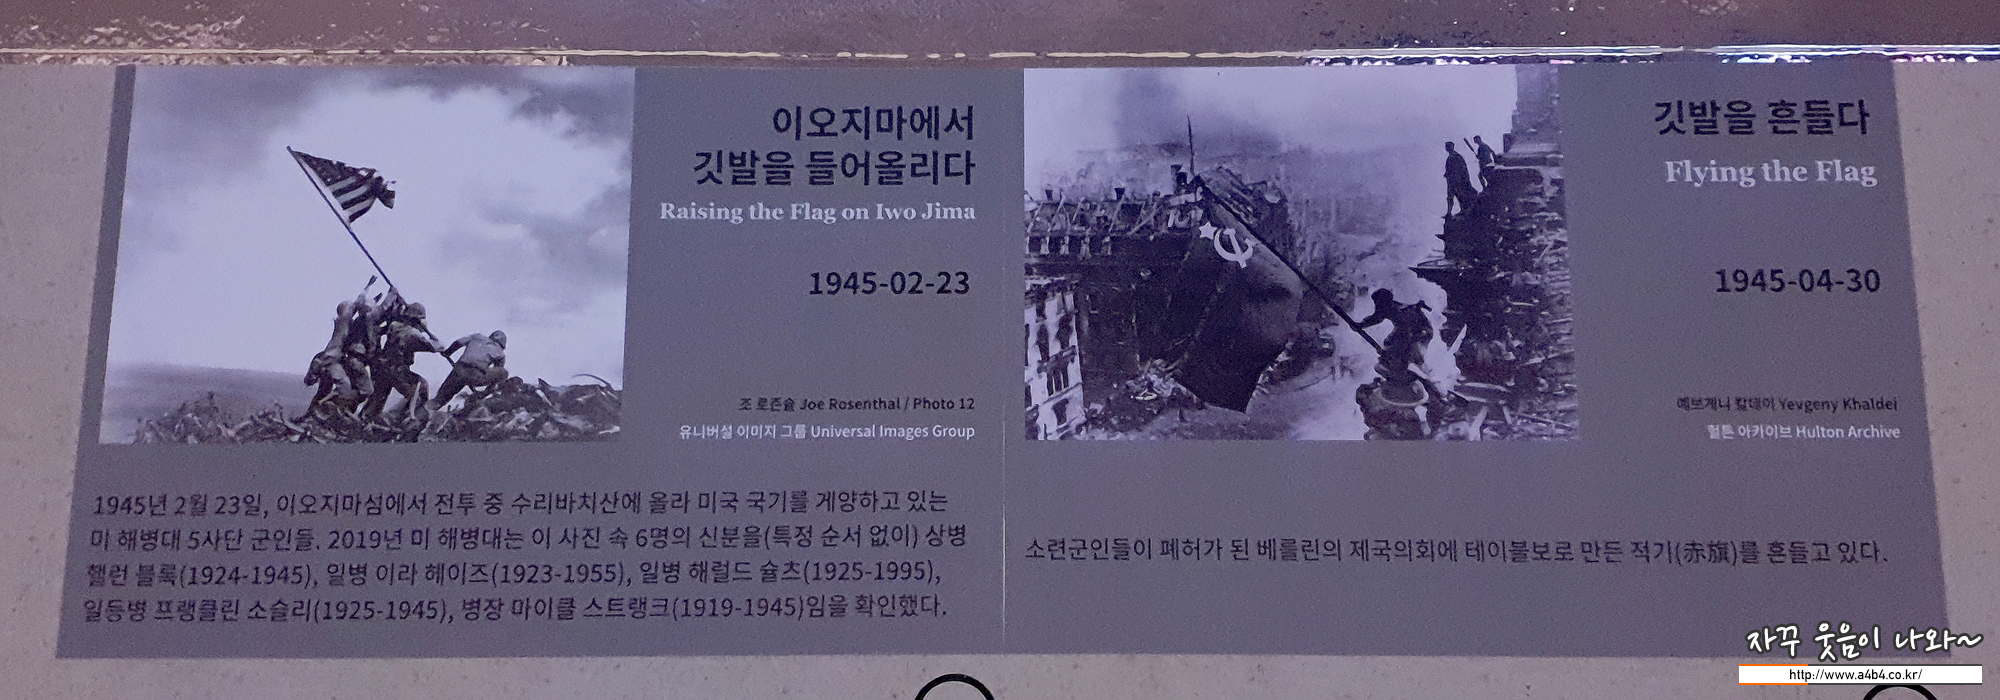 이오지마에서
깃발을 들어올리다
Raising the Flag on Iwo Jima
1945-02-23
조 로즌솔 Joe Rosenthal / Photo 12
유니버설 이미지 그룹 Universal Images Group
1945년 2월 23일, 이오지마섬에서 전투 중 수리바치산에 올라 미국 국기를 게양하고 있는
미 해병대 5사단 군인들. 2019년 미 해병대는 이 사진 속 6명의 신분을(특정 순서 없이) 상병
핼런 블록(1924-1945), 일병 이라 헤이즈(1923-1955), 일병 해럴드 슐츠(1925-1995),
일등병 프랭클린 소슬리(1925-1945), 병장 마이클 스트랭크(1919-1945)임을 확인했다.
깃발을 흔들다
Flying the Flag
1945-04-30
예브게니 칼데이 Yevgeny Khaldei
헐튼 아카이브 Hulton Archive
소련군인들이 폐허가 된 베를린의 제국의회에 테이블보로 만든 적기(赤旗)를 흔들고 있다.
자꾸 웃음이 나와~
http://www.a4b4.co.kr/